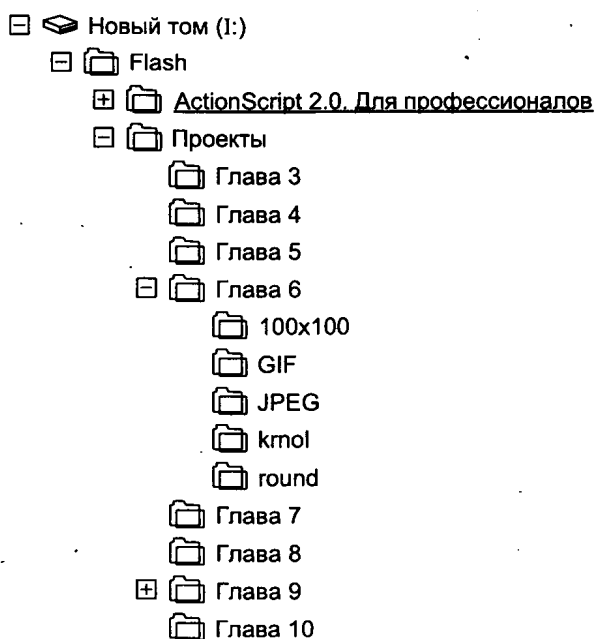 Новый том (I:)
Flash
ActionScript 2.0. Для профессионалов
Проекты
Глава 3
Глава 4
Глава 5
Глава 6
100x100
GIF
JPEG
krnol
round
Глава 7
Глава 8
Глава 9
Глава 10